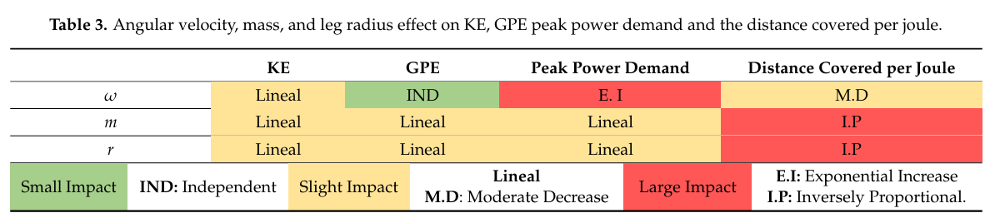 Table 3. Angular velocity, mass, and leg radius effect on KE, GPE peak power demand and the distance covered per joule.
KE GPE Peak Power Demand Distance Covered per Joule
ω Lineal IND E. I M.D
m Lineal Lineal Lineal I.P
r Lineal Lineal Lineal I.P
Small Impact IND: Independent Slight Impact Lineal M.D: Moderate Decrease Large Impact E.I: Exponential Increase I.P: Inversely Proportional.